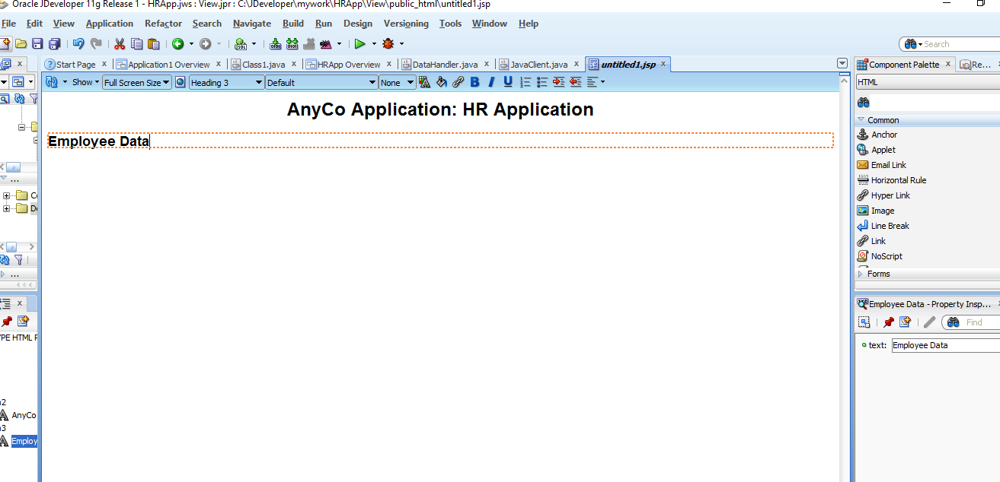 Oracle JDeveloper 11g Release 1 - HRApp.jws : View.jpr : C:\JDeveloper\mywork\HRApp\View\public_html\untitled1.jsp
File Edit View Application Refactor Search Navigate Build Run Design Versioning Tools Window Help
Search
Start Page Application1 Overview Class1.java HRApp Overview DataHandler.java JavaClient.java untitled1.jsp
Component Palette Re...
Show Full Screen Size Heading 3 Default None
HTML
AnyCo Application: HR Application
Employee Data
Common
Anchor
Applet
Email Link
Horizontal Rule
Hyper Link
Image
Line Break
Link
NoScript
Forms
Employee Data - Property Insp...
Find
text: Employee Data
YPE HTML P
AnyCo
Employ